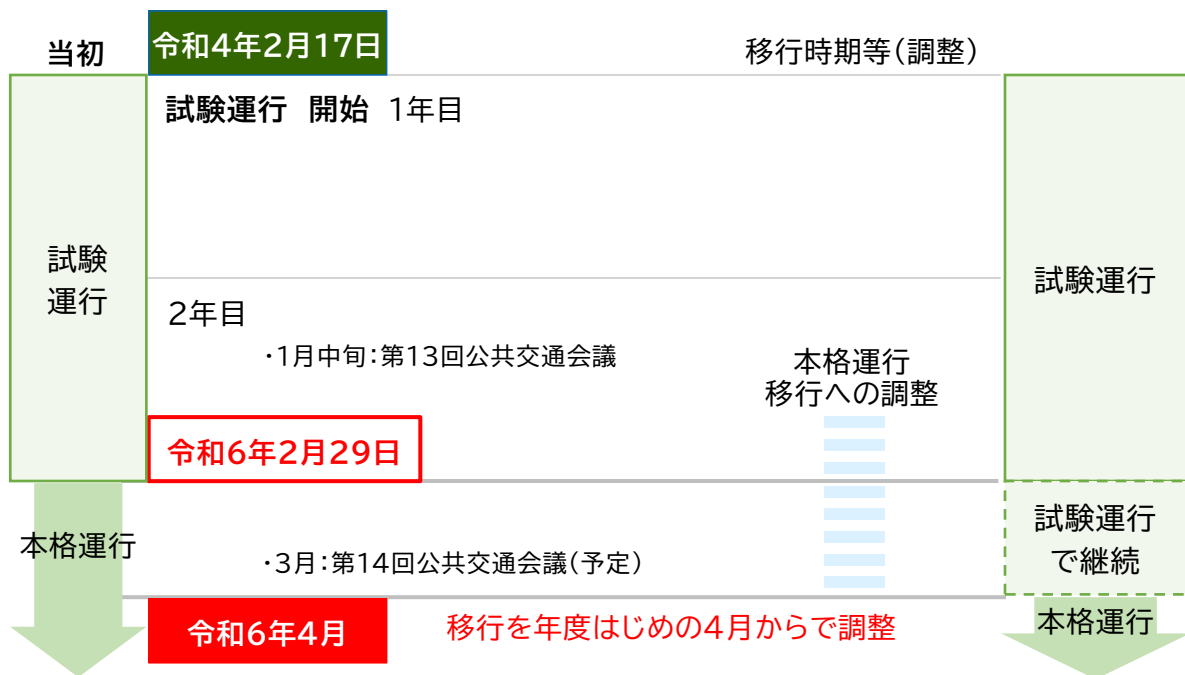 当初
令和4年2月17日
移行時期等（調整）
試験運行 開始 1年目
試験
運行
試験運行
2年目
・1月中旬：第13回公共交通会議
本格運行
移行への調整
令和6年2月29日
本格運行
試験運行
で継続
・3月：第14回公共交通会議（予定）
令和6年4月
移行を年度はじめの4月からで調整
本格運行